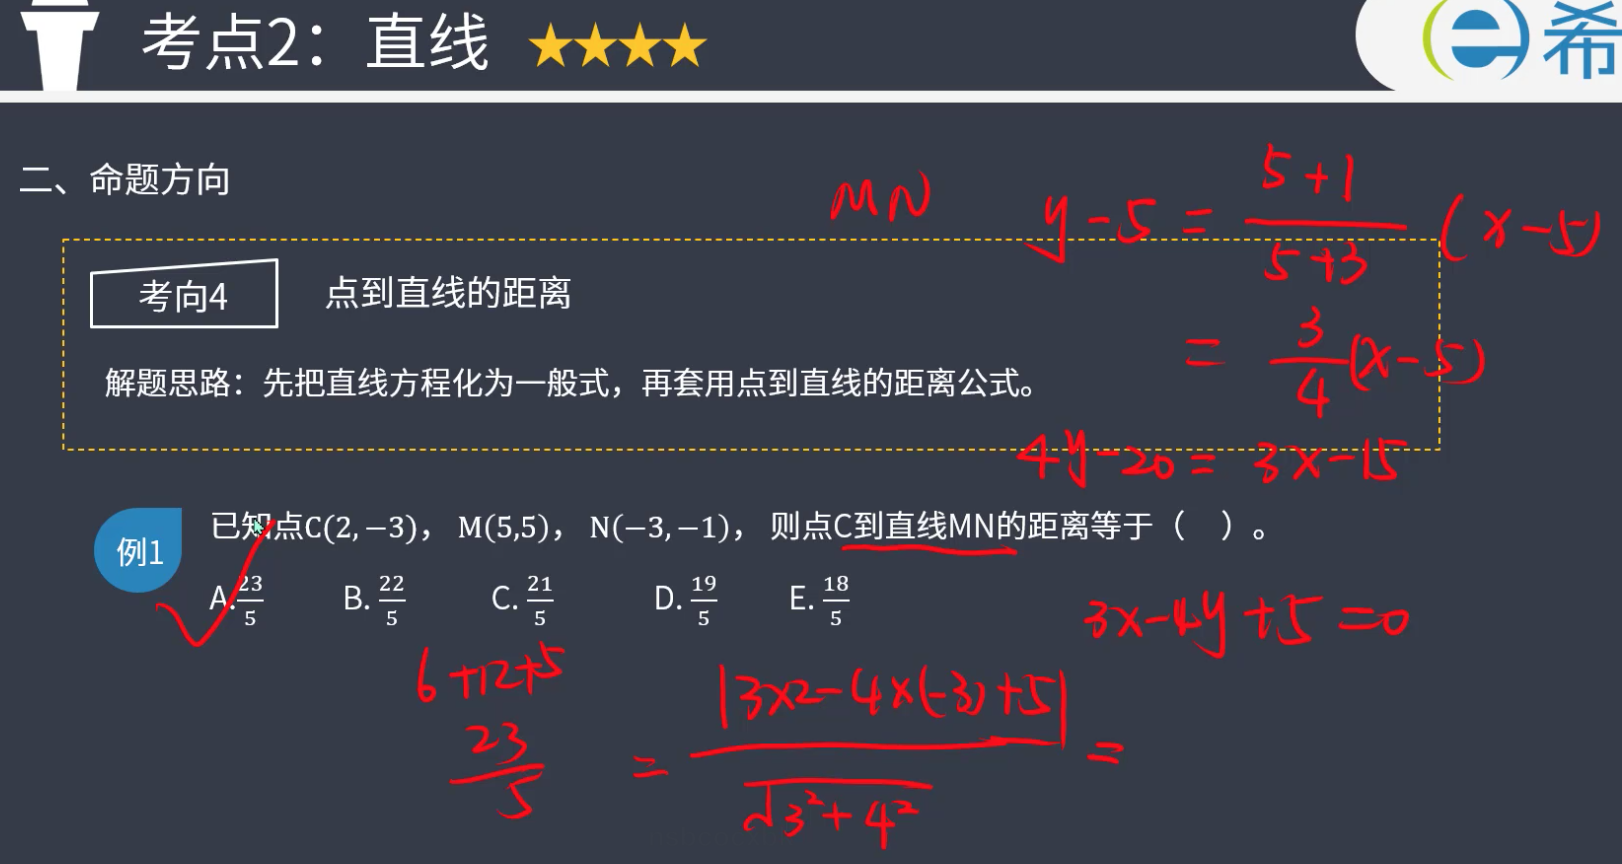 考点2：直线 ★★★★
希
二、命题方向
MN
y-5 = \frac{5+1}{5+3} (x-5)
考向4 点到直线的距离
= \frac{3}{4}(x-5)
解题思路：先把直线方程化为一般式，再套用点到直线的距离公式。
4y-20 = 3x-15
例1 已知点C(2,−3)， M(5,5)， N(−3,−1)， 则点C到直线MN的距离等于（ ）。
A.\frac{23}{5} B. \frac{22}{5} C. \frac{21}{5} D. \frac{19}{5} E. \frac{18}{5}
3x-4y+5=0
6+12+5
\frac{23}{5} = \frac{|3×2-4×(-3)+5|}{\sqrt{3²+4²}} =